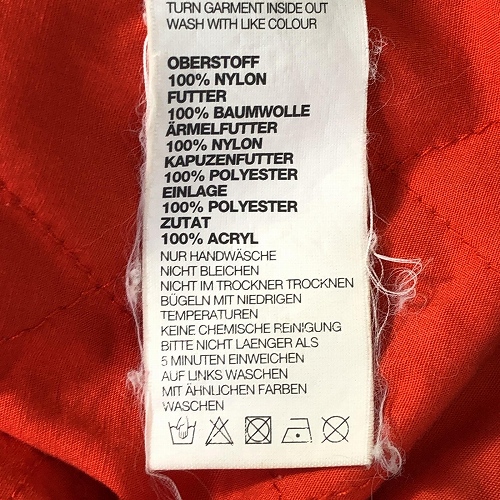 TURN GARMENT INSIDE OUT
WASH WITH LIKE COLOUR
OBERSTOFF
100% NYLON
FUTTER
100% BAUMWOLLE
ÄRMELFUTTER
100% NYLON
KAPUZENFUTTER
100% POLYESTER
EINLAGE
100% POLYESTER
ZUTAT
100% ACRYL
NUR HANDWÄSCHE
NICHT BLEICHEN
NICHT IM TROCKNER TROCKNEN
BÜGELN MIT NIEDRIGEN
TEMPERATUREN
KEINE CHEMISCHE REINIGUNG
BITTE NICHT LAENGER ALS
5 MINUTEN EINWEICHEN
AUF LINKS WASCHEN
MIT ÄHNLICHEN FARBEN
WASCHEN